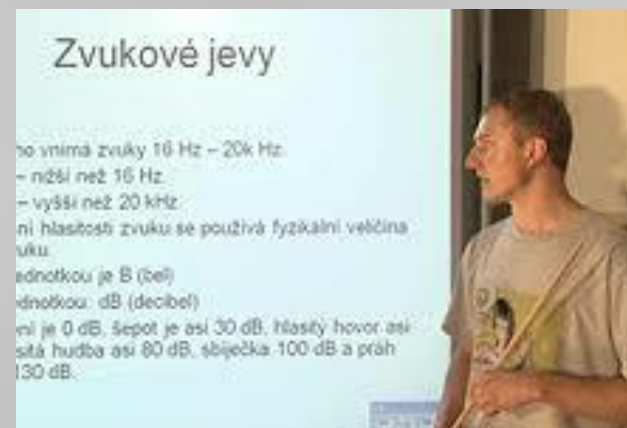 Zvukové jevy
ho vnímá zvuky 16 Hz – 20k Hz.
– nižší než 16 Hz.
– vyšší než 20 kHz.
ní hlasitosti zvuku se používá fyzikální veličina
uku.
ednotkou je B (bel)
ednotkou dB (decibel)
ení je 0 dB, šepot je asi 30 dB, hlasitý hovor asi
sitá hudba asi 80 dB, sbíječka 100 dB a práh
130 dB.